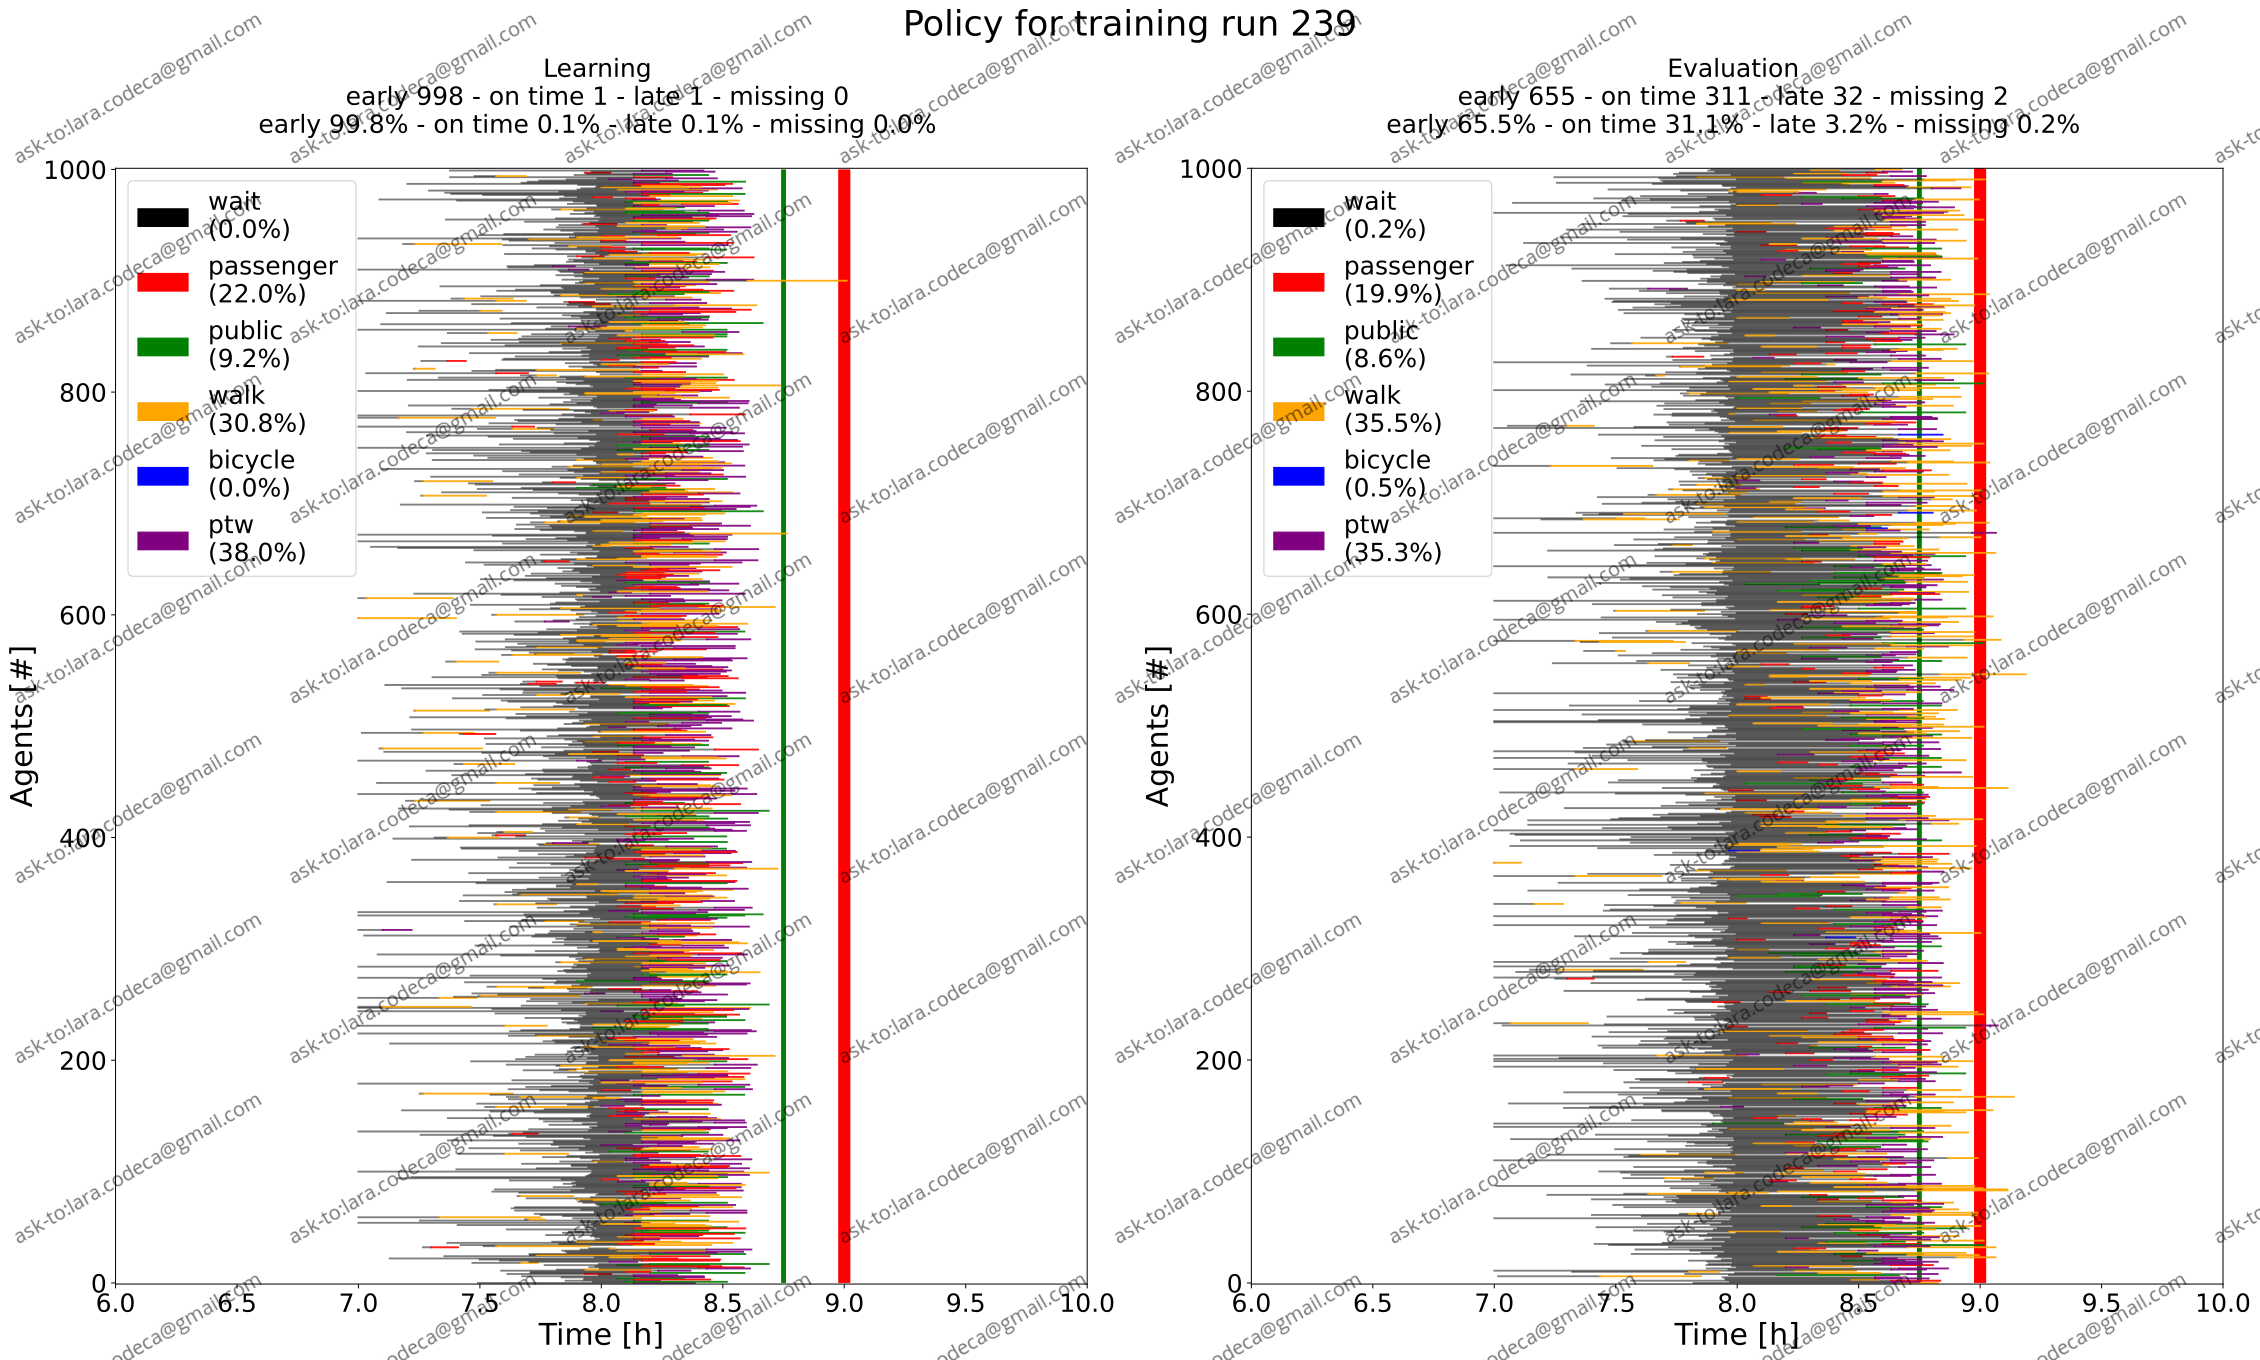 Policy for training run 239
Learning
early 998 - on time 1 - late 1 - missing 0
early 99.8% - on time 0.1% - late 0.1% - missing 0.0%
Evaluation
early 655 - on time 311 - late 32 - missing 2
early 65.5% - on time 31.1% - late 3.2% - missing 0.2%
wait
(0.0%)
passenger
(22.0%)
public
(9.2%)
walk
(30.8%)
bicycle
(0.0%)
ptw
(38.0%)
1000
800
600
400
200
0
Agents [#]
6.0 6.5 7.0 7.5 8.0 8.5 9.0 9.5 10.0
Time [h]
wait
(0.2%)
passenger
(19.9%)
public
(8.6%)
walk
(35.5%)
bicycle
(0.5%)
ptw
(35.3%)
1000
800
600
400
200
0
Agents [#]
6.0 6.5 7.0 7.5 8.0 8.5 9.0 9.5 10.0
Time [h]
ask-to:lara.codeca@gmail.com